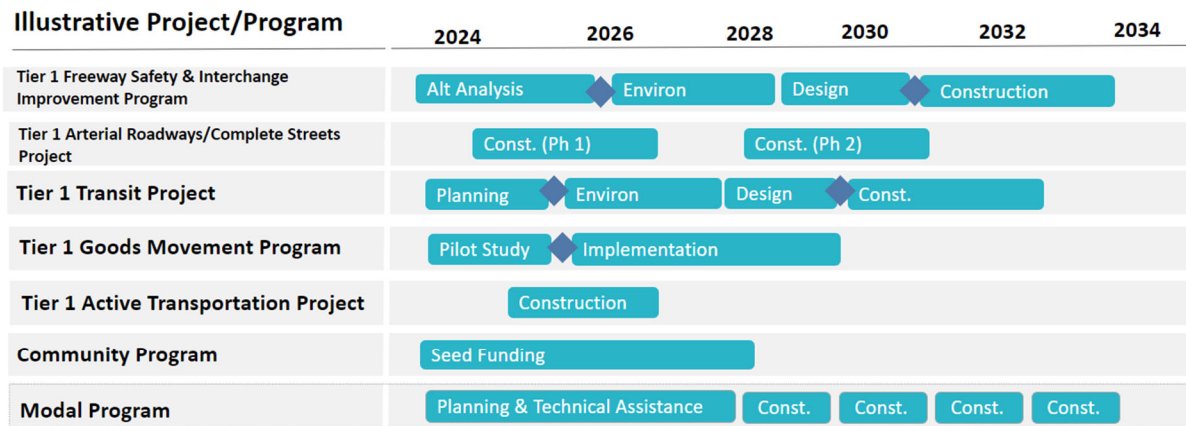 Illustrative Project/Program
2024 2026 2028 2030 2032 2034
Tier 1 Freeway Safety & Interchange
Improvement Program
Alt Analysis Environ Design Construction
Tier 1 Arterial Roadways/Complete Streets
Project
Const. (Ph 1) Const. (Ph 2)
Tier 1 Transit Project Planning Environ Design Const.
Tier 1 Goods Movement Program Pilot Study Implementation
Tier 1 Active Transportation Project Construction
Community Program Seed Funding
Modal Program Planning & Technical Assistance Const. Const. Const. Const.